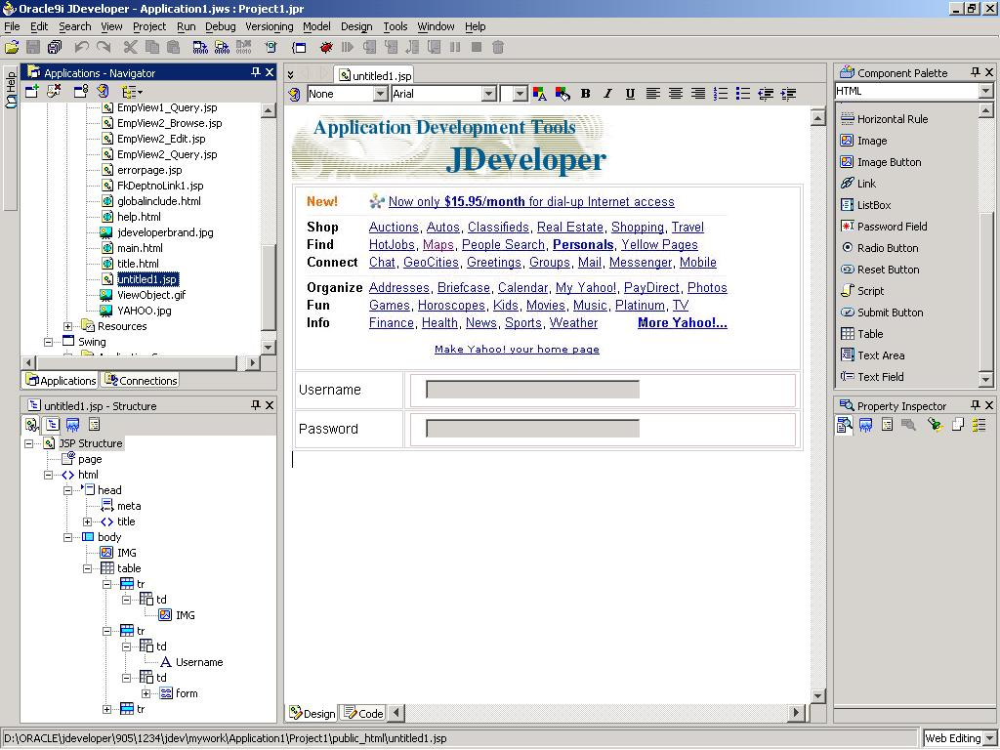 Oracle9i JDeveloper - Application1.jws : Project1.jpr
File Edit Search View Project Run Debug Versioning Model Design Tools Window Help
Help
Applications - Navigator
EmpView1_Query.jsp
EmpView2_Browse.jsp
EmpView2_Edit.jsp
EmpView2_Query.jsp
errorpage.jsp
FkDeptnoLink1.jsp
globalinclude.html
help.html
jdeveloperbrand.jpg
main.html
title.html
untitled1.jsp
ViewObject.gif
YAHOO.jpg
Resources
Swing
Applications Connections
untitled1.jsp - Structure
JSP Structure
page
html
head
meta
title
body
IMG
table
tr
td
IMG
tr
td
Username
td
form
tr
untitled1.jsp
None Arial B I U
Application Development Tools
JDeveloper
New! Now only $15.95/month for dial-up Internet access
Shop Auctions, Autos, Classifieds, Real Estate, Shopping, Travel
Find HotJobs, Maps, People Search, Personals, Yellow Pages
Connect Chat, GeoCities, Greetings, Groups, Mail, Messenger, Mobile
Organize Addresses, Briefcase, Calendar, My Yahoo!, PayDirect, Photos
Fun Games, Horoscopes, Kids, Movies, Music, Platinum, TV
Info Finance, Health, News, Sports, Weather More Yahoo!...
Make Yahoo! your home page
Username
Password
Design Code
Component Palette
HTML
Horizontal Rule
Image
Image Button
Link
ListBox
Password Field
Radio Button
Reset Button
Script
Submit Button
Table
Text Area
Text Field
Property Inspector
D:\ORACLE\jdeveloper\905\1234\jdev\mywork\Application1\Project1\public_html\untitled1.jsp
Web Editing